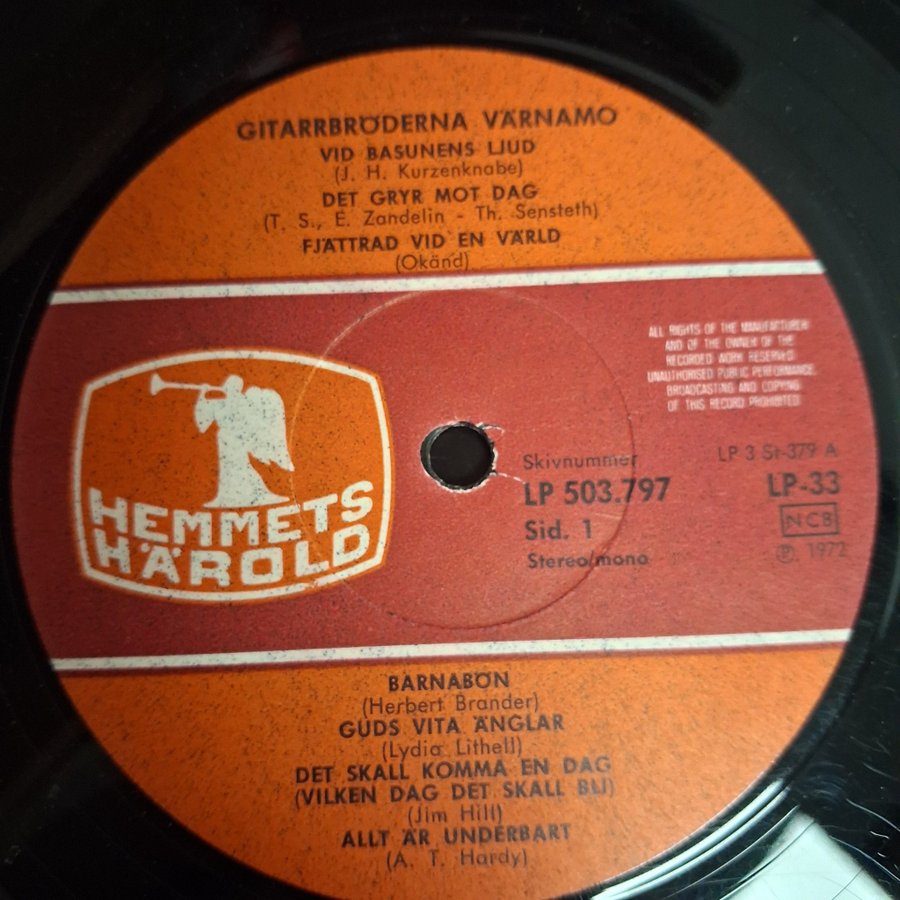 GITARRBRÖDERNA VÄRNAMO
VID BASUNENS LJUD
(J. H. Kurzenknabe)
DET GRYR MOT DAG
(T. S., E. Zandelin - Th. Sensteth)
FJÄTTRAD VID EN VÄRLD
(Okänd)
ALL RIGHTS OF THE MANUFACTURER
AND OF THE OWNER OF THE
RECORDED WORK RESERVED.
UNAUTHORISED PUBLIC PERFORMANCE,
BROADCASTING AND COPYING
OF THIS RECORD PROHIBITED
HEMMETS
HÄROLD
Skivnummer
LP 503.797
Sid. 1
Stereo/mono
LP 3 St-379 A
LP-33
NCB
℗ 1972
BARNABÖN
(Herbert Brander)
GUDS VITA ÄNGLAR
(Lydia Lithell)
DET SKALL KOMMA EN DAG
(VILKEN DAG DET SKALL BLI)
(Jim Hill)
ALLT ÄR UNDERBART
(A. T. Hardy)